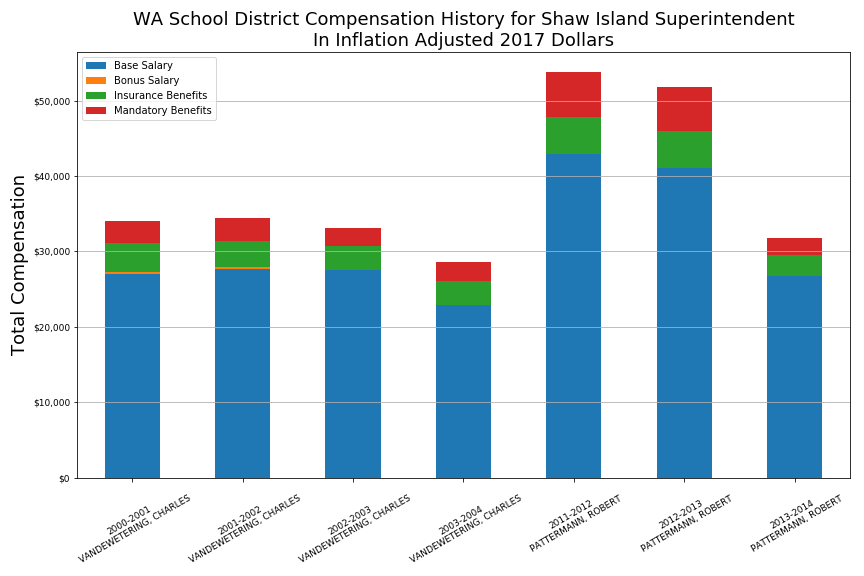 WA School District Compensation History for Shaw Island Superintendent
In Inflation Adjusted 2017 Dollars
Base Salary
Bonus Salary
Insurance Benefits
Mandatory Benefits
Total Compensation
$50,000
$40,000
$30,000
$20,000
$10,000
$0
2000-2001
VANDEWETERING, CHARLES
2001-2002
VANDEWETERING, CHARLES
2002-2003
VANDEWETERING, CHARLES
2003-2004
VANDEWETERING, CHARLES
2011-2012
PATTERMANN, ROBERT
2012-2013
PATTERMANN, ROBERT
2013-2014
PATTERMANN, ROBERT